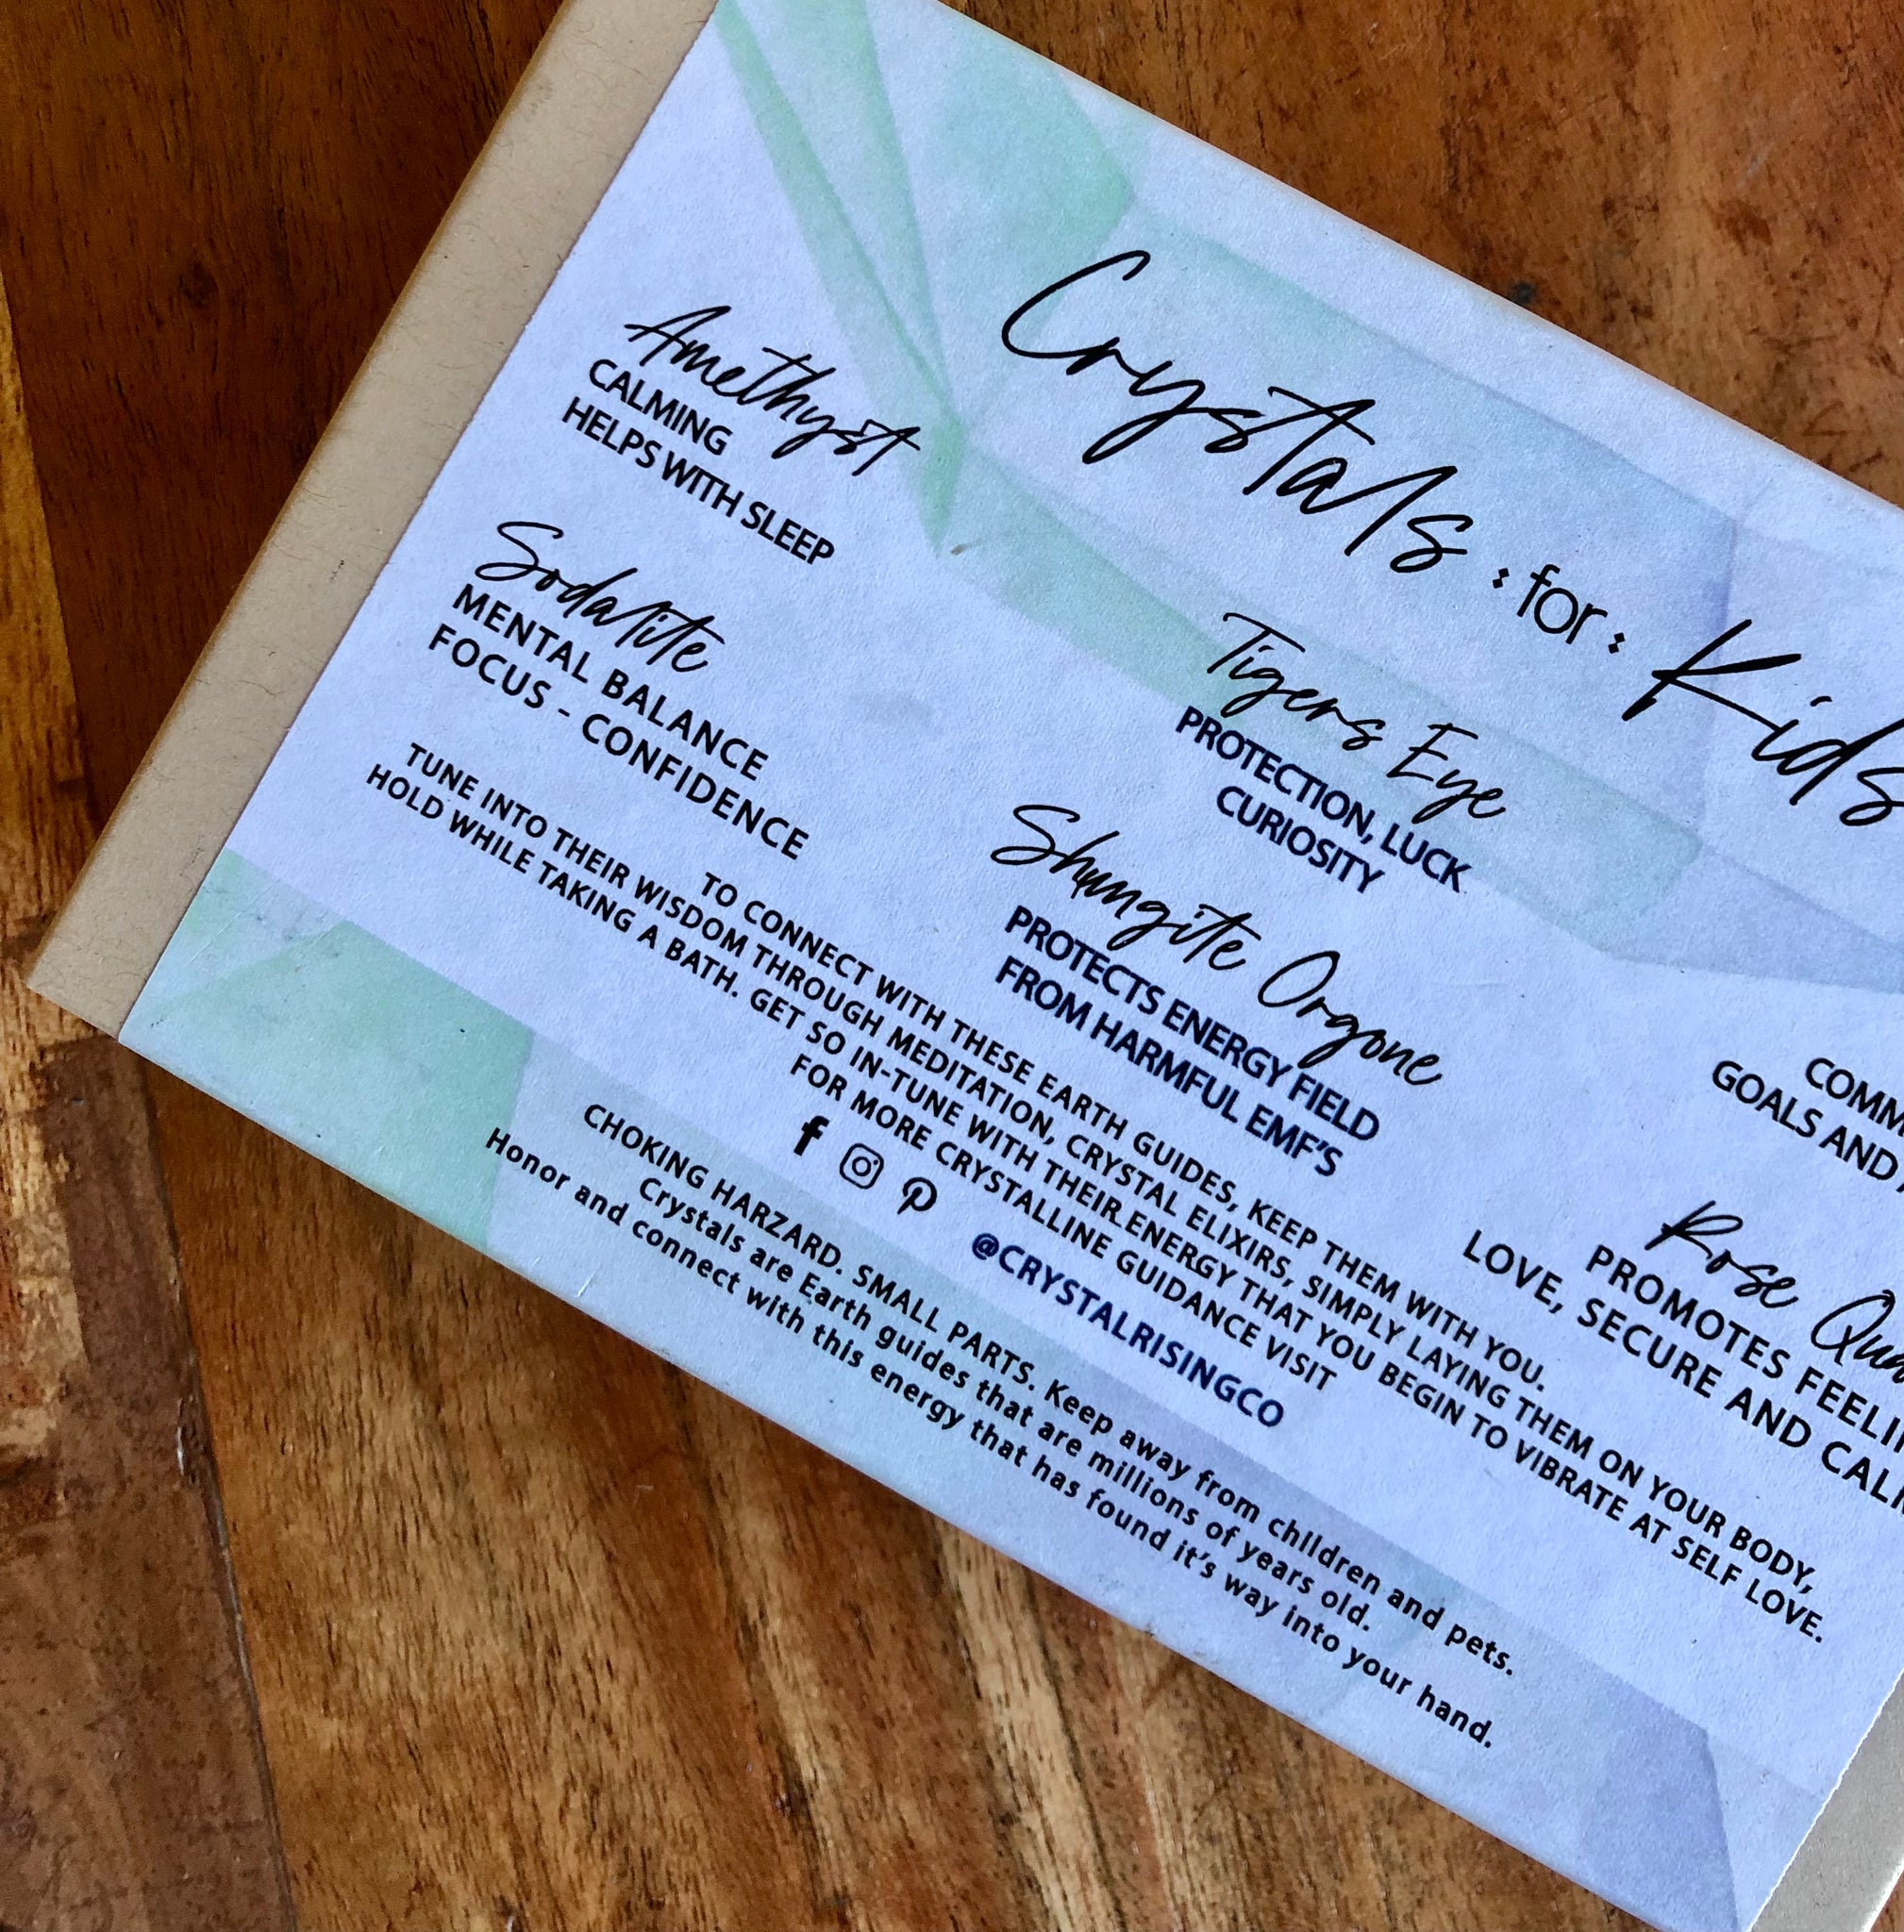 Crystals : for : Kids
Amethyst
CALMING
HELPS WITH SLEEP
Sodalite
MENTAL BALANCE
FOCUS - CONFIDENCE
Tigers Eye
PROTECTION, LUCK
CURIOSITY
Shungite Orgone
PROTECTS ENERGY FIELD
FROM HARMFUL EMF'S
GOALS AND
Rose
PROMOTES
LOVE, SECURE AND
TO CONNECT WITH THESE EARTH GUIDES, KEEP THEM WITH YOU.
TUNE INTO THEIR WISDOM THROUGH MEDITATION, CRYSTAL ELIXIRS, SIMPLY LAYING THEM ON YOUR BODY,
HOLD WHILE TAKING A BATH. GET SO IN-TUNE WITH THEIR ENERGY THAT YOU BEGIN TO VIBRATE AT SELF LOVE.
FOR MORE CRYSTALLINE GUIDANCE VISIT
@CRYSTALRISINGCO
CHOKING HARZARD. SMALL PARTS. Keep away from children and pets.
Crystals are Earth guides that are millions of years old.
Honor and connect with this energy that has found it's way into your hand.